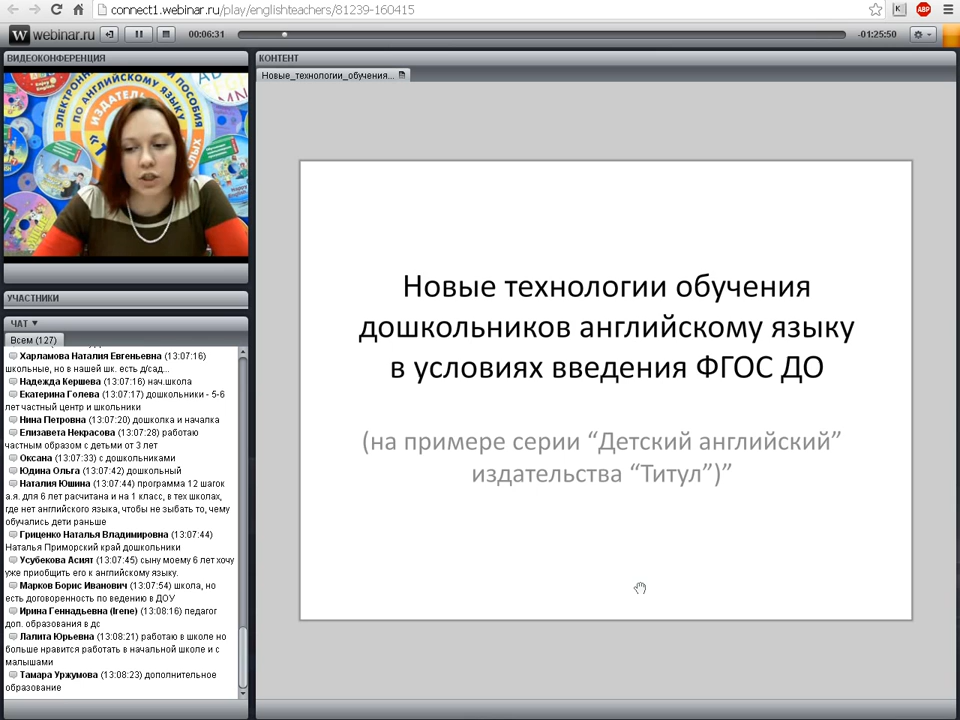 connect1.webinar.ru/play/englishteachers/81239-160415
W webinar.ru 00:06:31 -01:25:50
ВИДЕОКОНФЕРЕНЦИЯ
КОНТЕНТ
Новые_технологии_обучения...
ЭЛЕКТРОННЫЕ ПОСОБИЯ
ПО АНГЛИЙСКОМУ ЯЗЫКУ
Новые технологии обучения
дошкольников английскому языку
в условиях введения ФГОС ДО
(на примере серии “Детский английский”
издательства “Титул”)”
УЧАСТНИКИ
ЧАТ
Всем (127)
Харламова Наталия Евгеньевна (13:07:16)
школьные, но в нашей шк. есть д/сад...
Надежда Кершева (13:07:16) нач.школа
Екатерина Голева (13:07:17) дошкольники - 5-6
лет частный центр и школьники
Нина Петровна (13:07:20) дошколка и началка
Елизавета Некрасова (13:07:28) работаю
частным образом с детьми от 3 лет
Оксана (13:07:33) с дошкольниками
Юдина Ольга (13:07:42) дошкольный
Наталия Юшина (13:07:44) программа 12 шагок
а.я. для 6 лет расчитана и на 1 класс, в тех школах,
где нет английского языка, чтобы не зыбать то, чему
обучались дети раньше
Гриценко Наталья Владимировна (13:07:44)
Наталья Приморский край дошкольники
Усубекова Асият (13:07:45) сыну моему 6 лет хочу
уже приобщить его к английскому языку.
Марков Борис Иванович (13:07:54) школа, но
есть договоренность по ведению в ДОУ
Ирина Геннадьевна (Irene) (13:08:16) педагог
доп. образования в дс
Лалита Юрьевна (13:08:21) работаю в школе но
больше нравится работать в начальной школе и с
малышами
Тамара Уржумова (13:08:23) дополнительное
образование